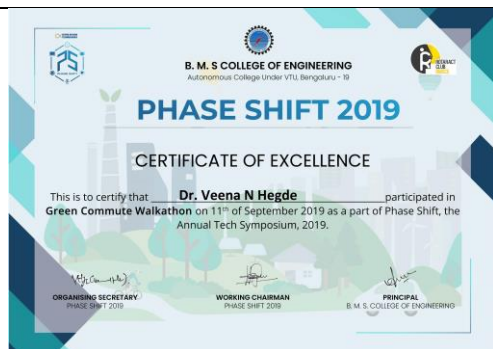 B. M. S COLLEGE OF ENGINEERING
Autonomous College Under VTU, Bengaluru - 19
ROTARACT
CLUB
PHASE SHIFT 2019
CERTIFICATE OF EXCELLENCE
This is to certify that Dr. Veena N Hegde participated in
Green Commute Walkathon on 11th of September 2019 as a part of Phase Shift, the
Annual Tech Symposium, 2019.
ORGANISING SECRETARY
PHASE SHIFT 2019
WORKING CHAIRMAN
PHASE SHIFT 2019
PRINCIPAL
B. M. S. COLLEGE OF ENGINEERING